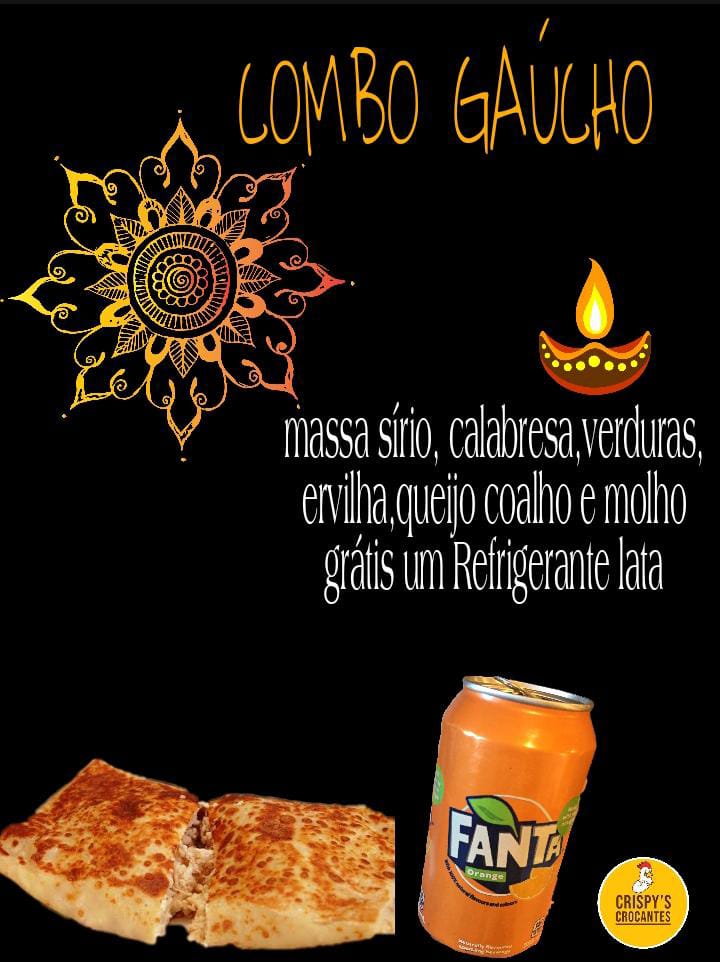 COMBO GAÚCHO
massa sírio, calabresa,verduras,
ervilha,queijo coalho e molho
grátis um Refrigerante lata
FANTA
Orange
CRISPY'S
CROCANTES